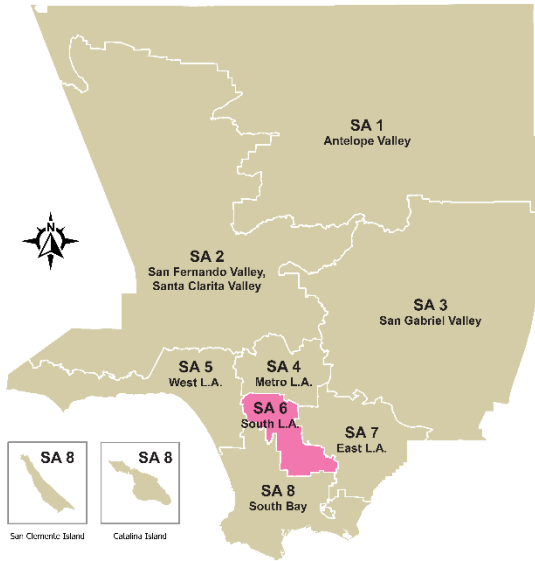 SA 1
Antelope Valley
N
SA 2
San Fernando Valley,
Santa Clarita Valley
SA 3
San Gabriel Valley
SA 5
West L.A.
SA 4
Metro L.A.
SA 6
South L.A.
SA 7
East L.A.
SA 8
South Bay
SA 8
San Clemente Island
SA 8
Catalina Island